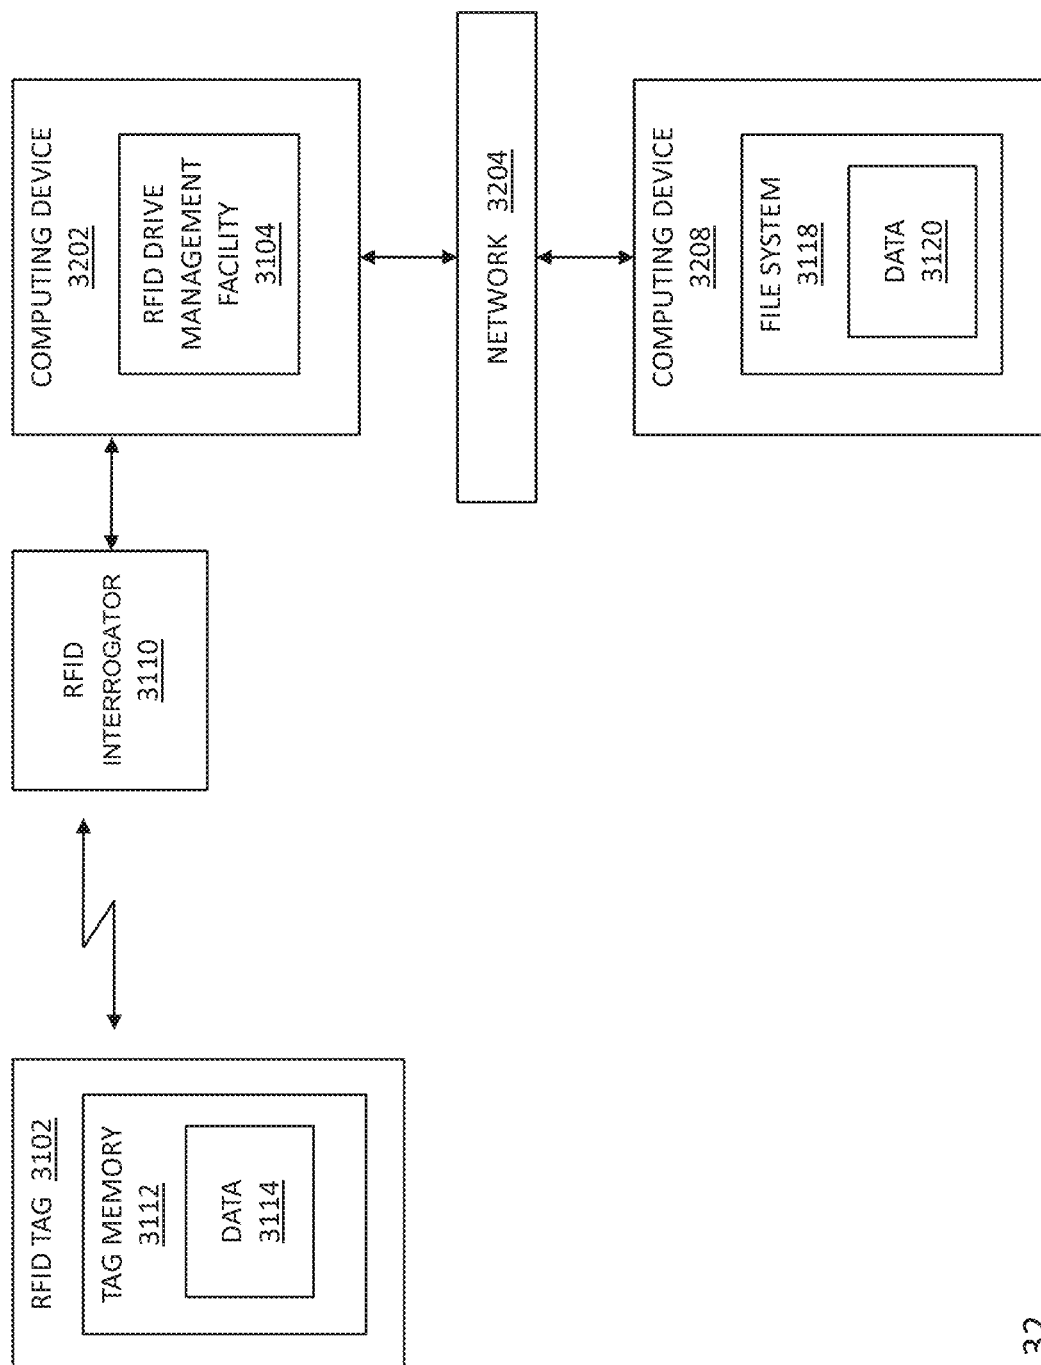 RFID TAG 3102
TAG MEMORY
3112
DATA
3114
RFID
INTERROGATOR
3110
COMPUTING DEVICE
3202
RFID DRIVE
MANAGEMENT
FACILITY
3104
NETWORK 3204
COMPUTING DEVICE
3208
FILE SYSTEM
3118
DATA
3120
32